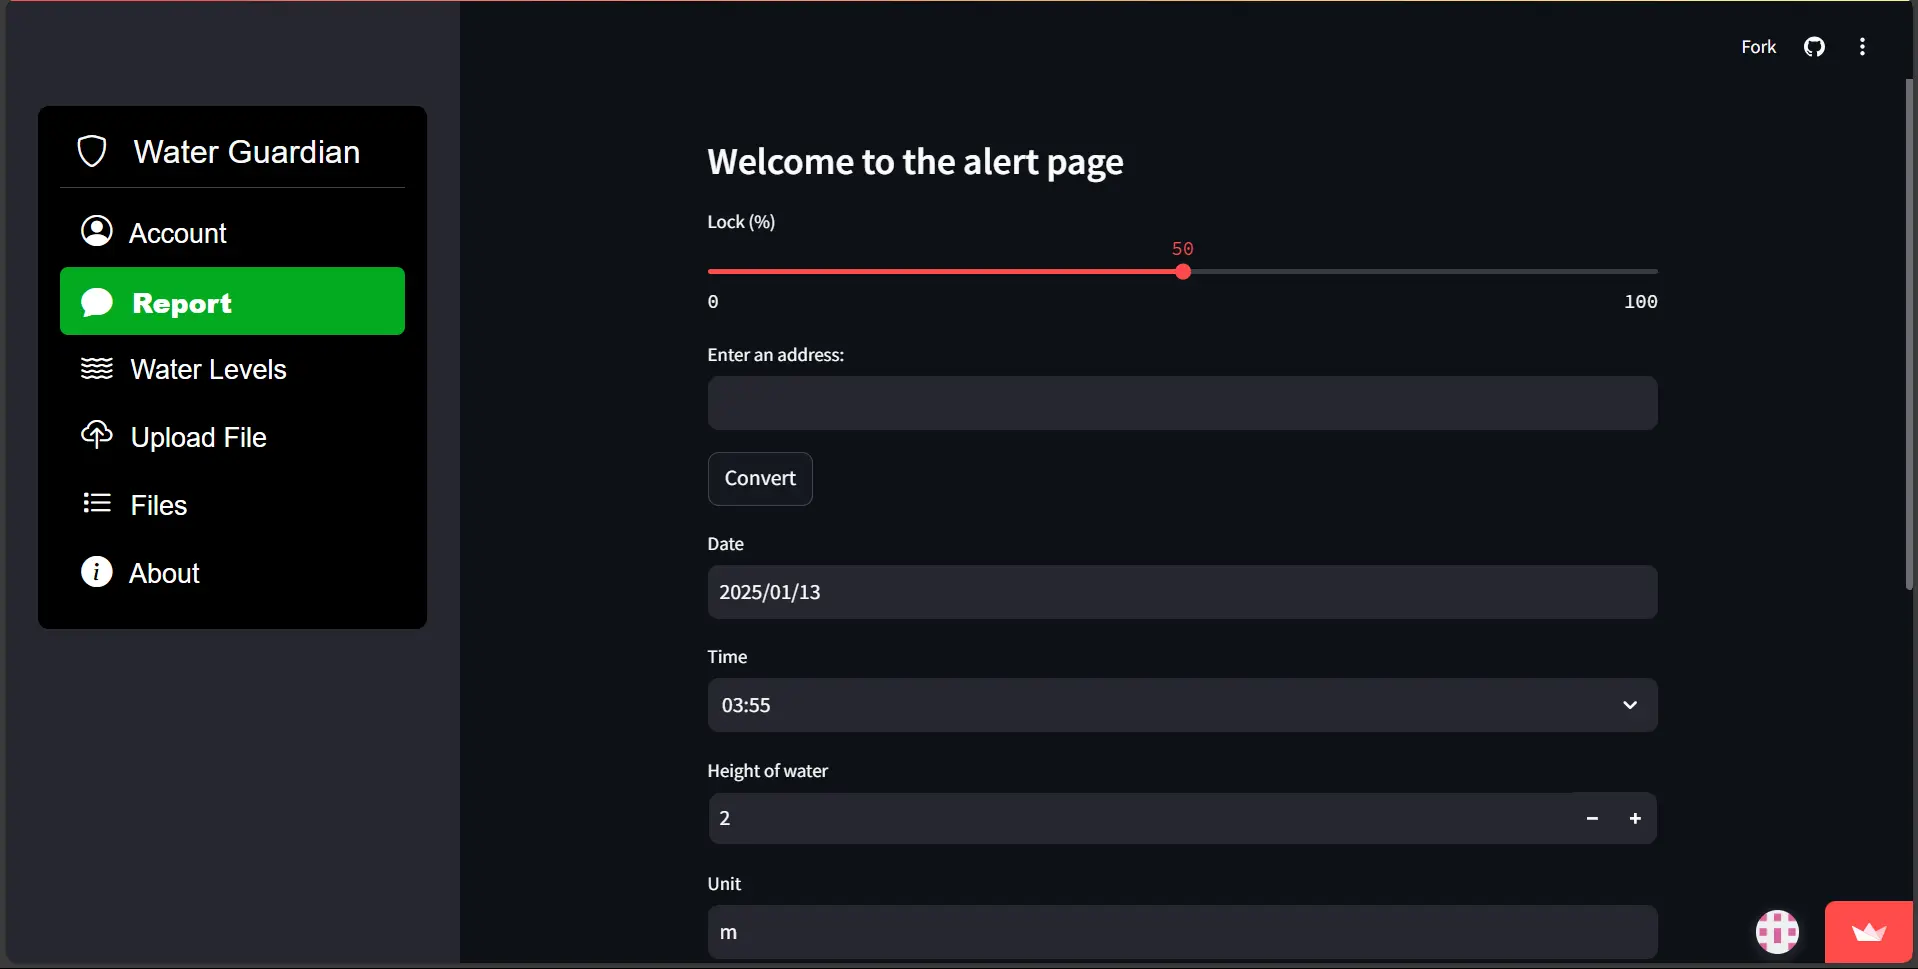 Fork
Water Guardian
Account
Report
Water Levels
Upload File
Files
About
Welcome to the alert page
Lock (%)
50
0 100
Enter an address:
Convert
Date
2025/01/13
Time
03:55
Height of water
2 − +
Unit
m